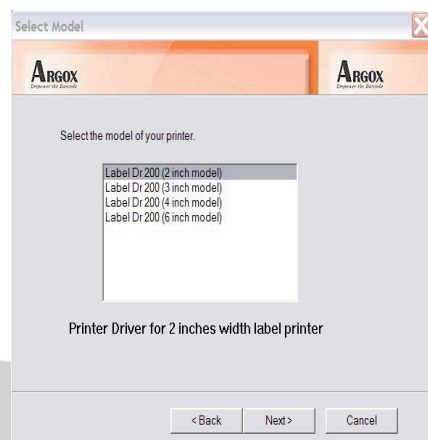 Select Model
ARGOX
Empower the Barcode
ARGOX
Empower the Barcode
Select the model of your printer.
Label Dr 200 (2 inch model)
Label Dr 200 (3 inch model)
Label Dr 200 (4 inch model)
Label Dr 200 (6 inch model)
Printer Driver for 2 inches width label printer
< Back Next > Cancel